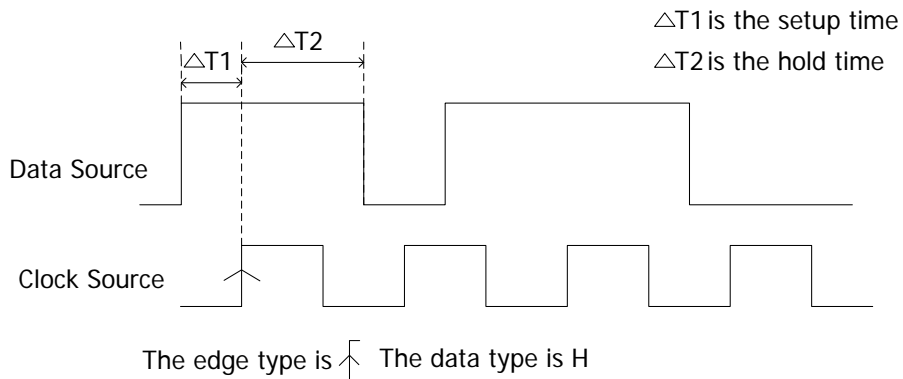 △T1 is the setup time
△T2
△T1
△T2 is the hold time
Data Source
Clock Source
The edge type is The data type is H